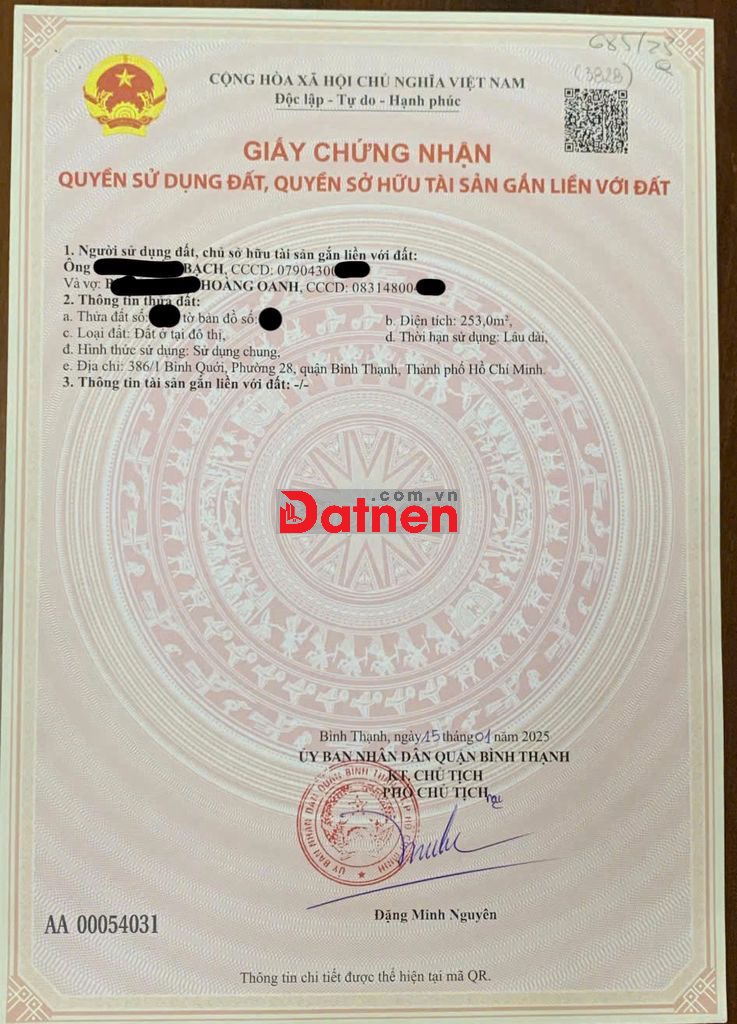 685/25
(3828)
CỘNG HÒA XÃ HỘI CHỦ NGHĨA VIỆT NAM
Độc lập - Tự do - Hạnh phúc
GIẤY CHỨNG NHẬN
QUYỀN SỬ DỤNG ĐẤT, QUYỀN SỞ HỮU TÀI SẢN GẮN LIỀN VỚI ĐẤT
1. Người sử dụng đất, chủ sở hữu tài sản gắn liền với đất:
Ông BẠCH, CCCD: 07904300
Và vợ: HOÀNG OANH, CCCD: 08314800
2. Thông tin thửa đất:
a. Thửa đất số: tờ bản đồ số: b. Diện tích: 253,0m²,
c. Loại đất: Đất ở tại đô thị, d. Thời hạn sử dụng: Lâu dài,
d. Hình thức sử dụng: Sử dụng chung,
e. Địa chỉ: 386/1 Bình Quới, Phường 28, quận Bình Thạnh, Thành phố Hồ Chí Minh.
3. Thông tin tài sản gắn liền với đất: -/-
.com.vn
Datnen
Bình Thạnh, ngày 15 tháng 01 năm 2025
ỦY BAN NHÂN DÂN QUẬN BÌNH THẠNH
KT. CHỦ TỊCH
PHÓ CHỦ TỊCH
Đặng Minh Nguyên
AA 00054031
Thông tin chi tiết được thể hiện tại mã QR.